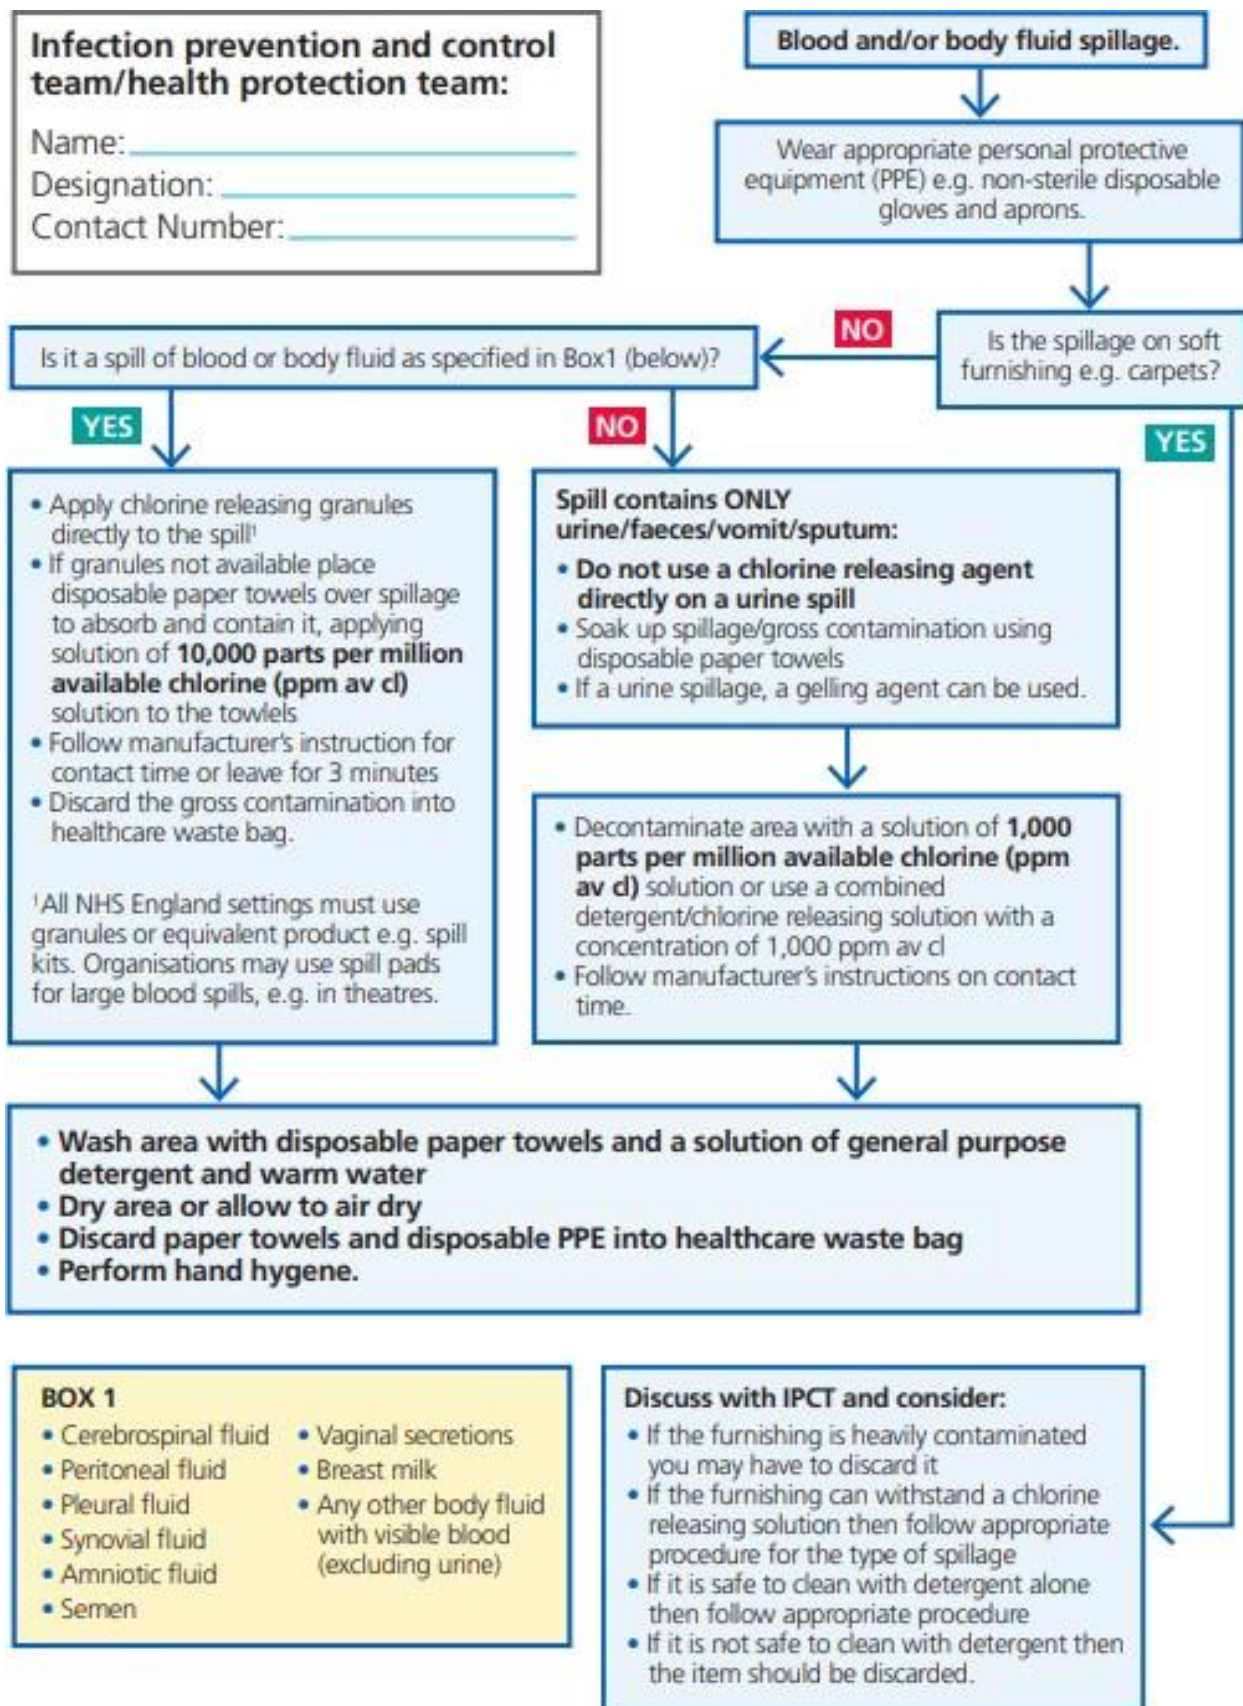 Infection prevention and control
team/health protection team:
Name:
Designation:
Contact Number:
Blood and/or body fluid spillage.
Wear appropriate personal protective
equipment (PPE) e.g. non-sterile disposable
gloves and aprons.
Is the spillage on soft
furnishing e.g. carpets?
NO
YES
Is it a spill of blood or body fluid as specified in Box1 (below)?
YES
NO
• Apply chlorine releasing granules
directly to the spill¹
• If granules not available place
disposable paper towels over spillage
to absorb and contain it, applying
solution of 10,000 parts per million
available chlorine (ppm av cl)
solution to the towlels
• Follow manufacturer's instruction for
contact time or leave for 3 minutes
• Discard the gross contamination into
healthcare waste bag.
¹All NHS England settings must use
granules or equivalent product e.g. spill
kits. Organisations may use spill pads
for large blood spills, e.g. in theatres.
Spill contains ONLY
urine/faeces/vomit/sputum:
• Do not use a chlorine releasing agent
directly on a urine spill
• Soak up spillage/gross contamination using
disposable paper towels
• If a urine spillage, a gelling agent can be used.
• Decontaminate area with a solution of 1,000
parts per million available chlorine (ppm
av cl) solution or use a combined
detergent/chlorine releasing solution with a
concentration of 1,000 ppm av cl
• Follow manufacturer's instructions on contact
time.
• Wash area with disposable paper towels and a solution of general purpose
detergent and warm water
• Dry area or allow to air dry
• Discard paper towels and disposable PPE into healthcare waste bag
• Perform hand hygene.
BOX 1
• Cerebrospinal fluid
• Peritoneal fluid
• Pleural fluid
• Synovial fluid
• Amniotic fluid
• Semen
• Vaginal secretions
• Breast milk
• Any other body fluid
with visible blood
(excluding urine)
Discuss with IPCT and consider:
• If the furnishing is heavily contaminated
you may have to discard it
• If the furnishing can withstand a chlorine
releasing solution then follow appropriate
procedure for the type of spillage
• If it is safe to clean with detergent alone
then follow appropriate procedure
• If it is not safe to clean with detergent then
the item should be discarded.